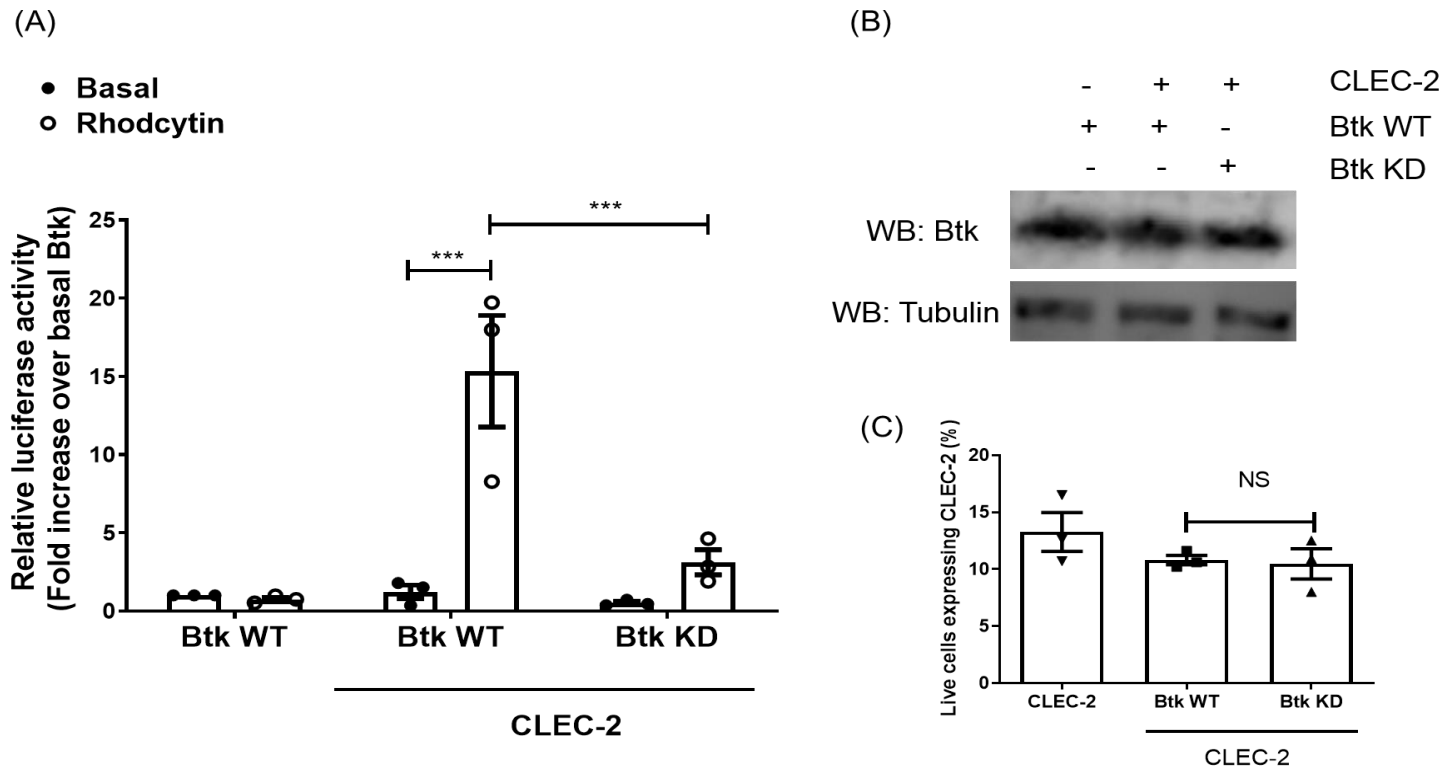 (A)
Basal
Rhodcytin
Relative luciferase activity
(Fold increase over basal Btk)
25
20
15
10
5
0
***
***
Btk WT
Btk WT
Btk KD
CLEC-2
(B)
- + + CLEC-2
+ + - Btk WT
- - + Btk KD
WB: Btk
WB: Tubulin
(C)
Live cells expressing CLEC-2 (%)
20
15
10
5
0
NS
CLEC-2
Btk WT
Btk KD
CLEC-2